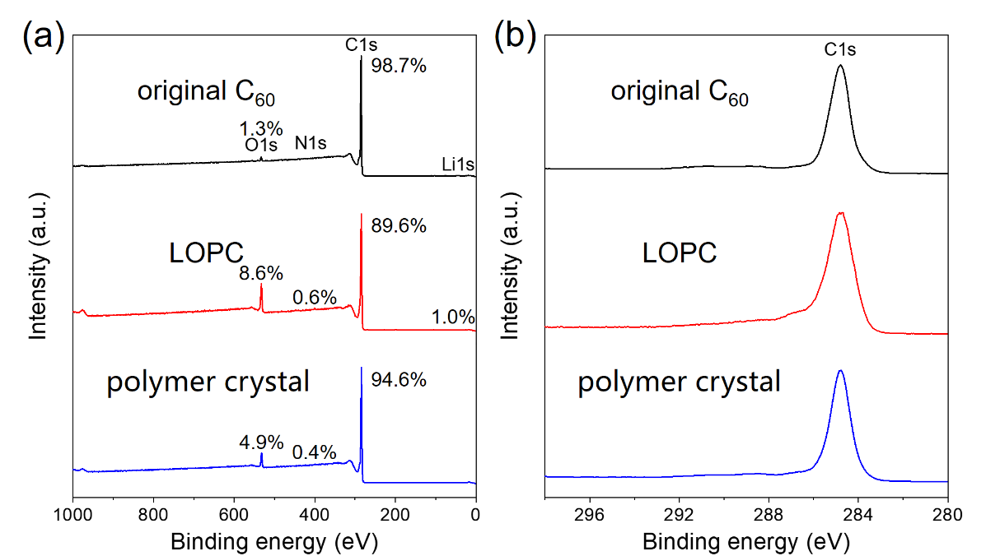 (a)
C1s
98.7%
original C₆₀
1.3%
O1s
N1s
Li1s
LOPC
89.6%
8.6%
0.6%
1.0%
polymer crystal
94.6%
4.9%
0.4%
Intensity (a.u.)
1000 800 600 400 200 0
Binding energy (eV)
(b)
C1s
original C₆₀
LOPC
polymer crystal
Intensity (a.u.)
296 292 288 284 280
Binding energy (eV)